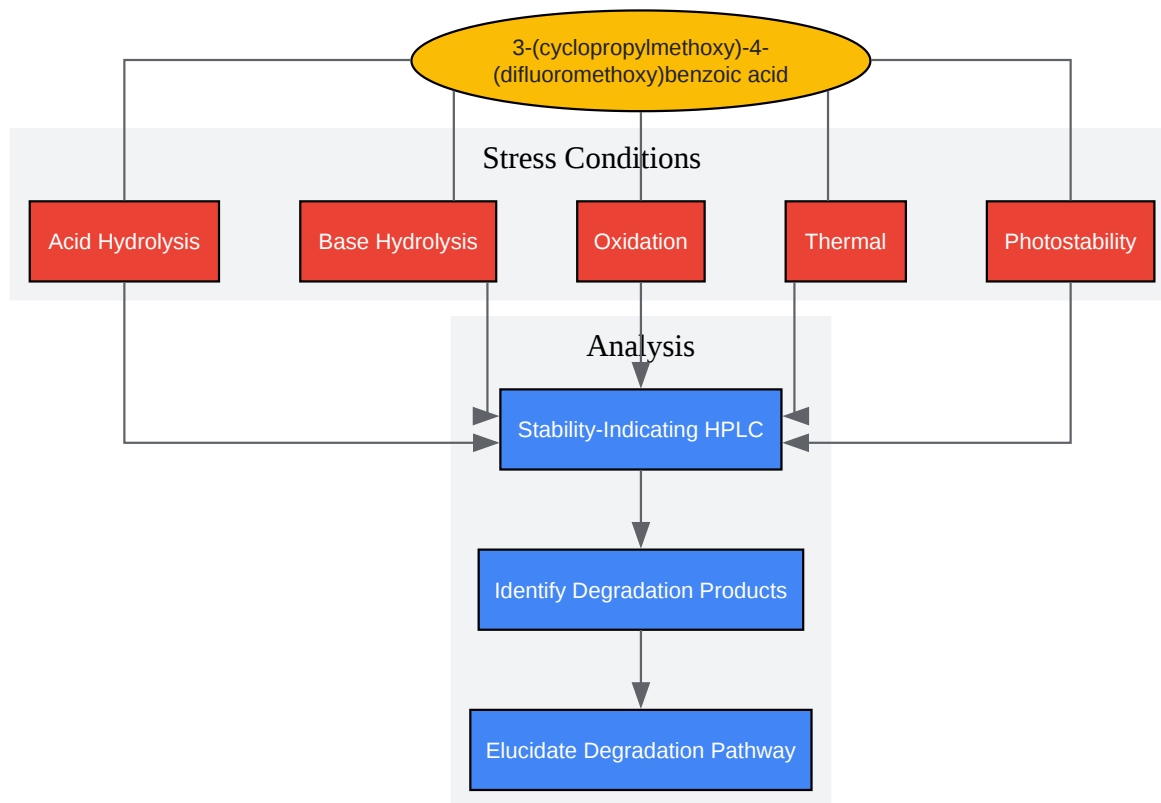 3-(cyclopropylmethoxy)-4-
(difluoromethoxy)benzoic acid
Stress Conditions
Acid Hydrolysis
Base Hydrolysis
Oxidation
Thermal
Photostability
Analysis
Stability-Indicating HPLC
Identify Degradation Products
Elucidate Degradation Pathway